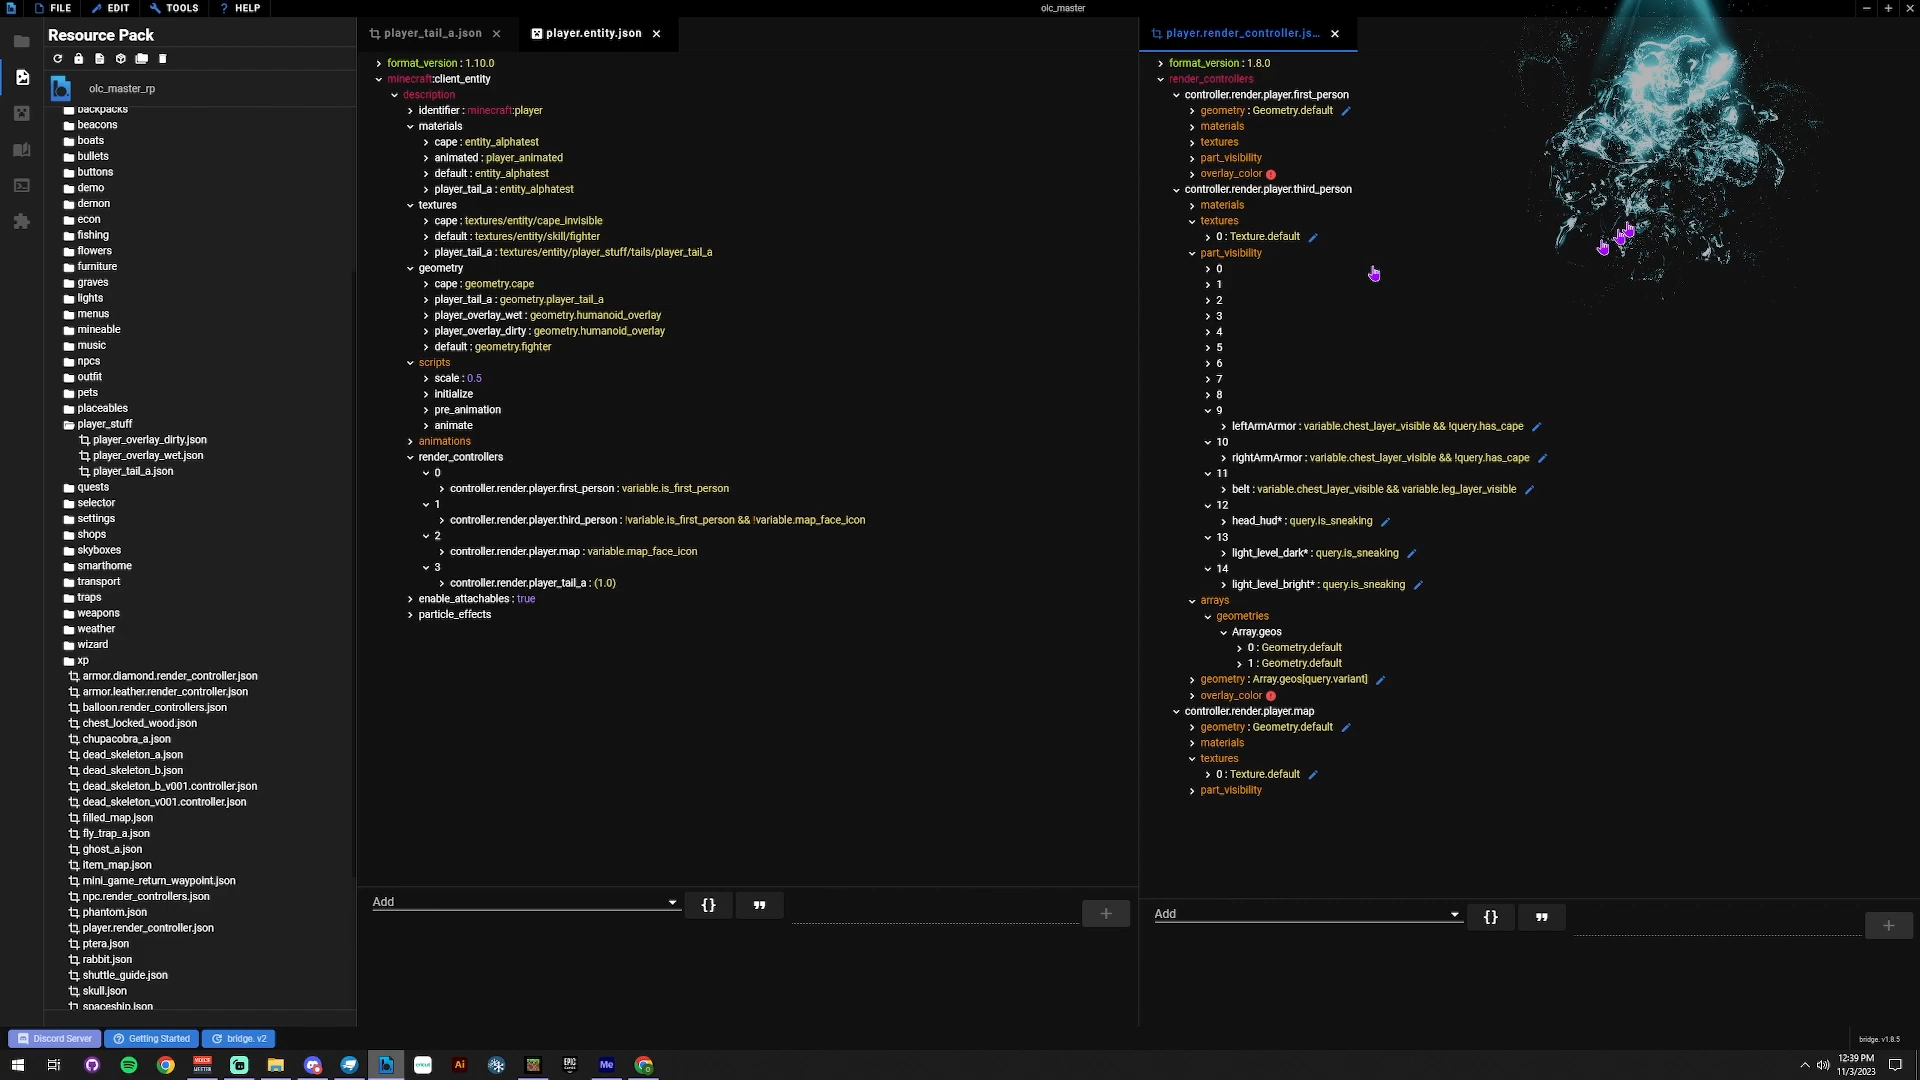 FILE
EDIT
TOOLS
HELP
olc_master
Resource Pack
olc_master_rp
backpacks
beacons
boats
bullets
buttons
demo
demon
econ
fishing
flowers
furniture
graves
lights
menus
mineable
music
npcs
outfit
pets
placeables
player_stuff
player_overlay_dirty.json
player_overlay_wet.json
player_tail_a.json
quests
selector
settings
shops
skyboxes
smarthome
transport
traps
weapons
weather
wizard
xp
armor.diamond.render_controller.json
armor.leather.render_controller.json
balloon.render_controllers.json
chest_locked_wood.json
chupacobra_a.json
dead_skeleton_a.json
dead_skeleton_b.json
dead_skeleton_b_v001.controller.json
dead_skeleton_v001.controller.json
filled_map.json
fly_trap_a.json
ghost_a.json
item_map.json
mini_game_return_waypoint.json
npc.render_controllers.json
phantom.json
player.render_controller.json
ptera.json
rabbit.json
shuttle_guide.json
skull.json
spaceship.json
player_tail_a.json
player.entity.json
format_version : 1.10.0
minecraft:client_entity
description
identifier : minecraft:player
materials
cape : entity_alphatest
animated : player_animated
default : entity_alphatest
player_tail_a : entity_alphatest
textures
cape : textures/entity/cape_invisible
default : textures/entity/skill/fighter
player_tail_a : textures/entity/player_stuff/tails/player_tail_a
geometry
cape : geometry.cape
player_tail_a : geometry.player_tail_a
player_overlay_wet : geometry.humanoid_overlay
player_overlay_dirty : geometry.humanoid_overlay
default : geometry.fighter
scripts
scale : 0.5
initialize
pre_animation
animate
animations
render_controllers
0
controller.render.player.first_person : variable.is_first_person
1
controller.render.player.third_person : !variable.is_first_person && !variable.map_face_icon
2
controller.render.player.map : variable.map_face_icon
3
controller.render.player_tail_a : (1.0)
enable_attachables : true
particle_effects
Add
{}
player.render_controller.js...
format_version : 1.8.0
render_controllers
controller.render.player.first_person
geometry : Geometry.default
materials
textures
part_visibility
overlay_color
controller.render.player.third_person
materials
textures
0 : Texture.default
part_visibility
0
1
2
3
4
5
6
7
8
9
leftArmArmor : variable.chest_layer_visible && !query.has_cape
10
rightArmArmor : variable.chest_layer_visible && !query.has_cape
11
belt : variable.chest_layer_visible && variable.leg_layer_visible
12
head_hud* : query.is_sneaking
13
light_level_dark* : query.is_sneaking
14
light_level_bright* : query.is_sneaking
arrays
geometries
Array.geos
0 : Geometry.default
1 : Geometry.default
geometry : Array.geos[query.variant]
overlay_color
controller.render.player.map
geometry : Geometry.default
materials
textures
0 : Texture.default
part_visibility
Add
{}
Discord Server
Getting Started
bridge. v2
bridge. v1.8.5
Ai
Me
12:39 PM
11/3/2023